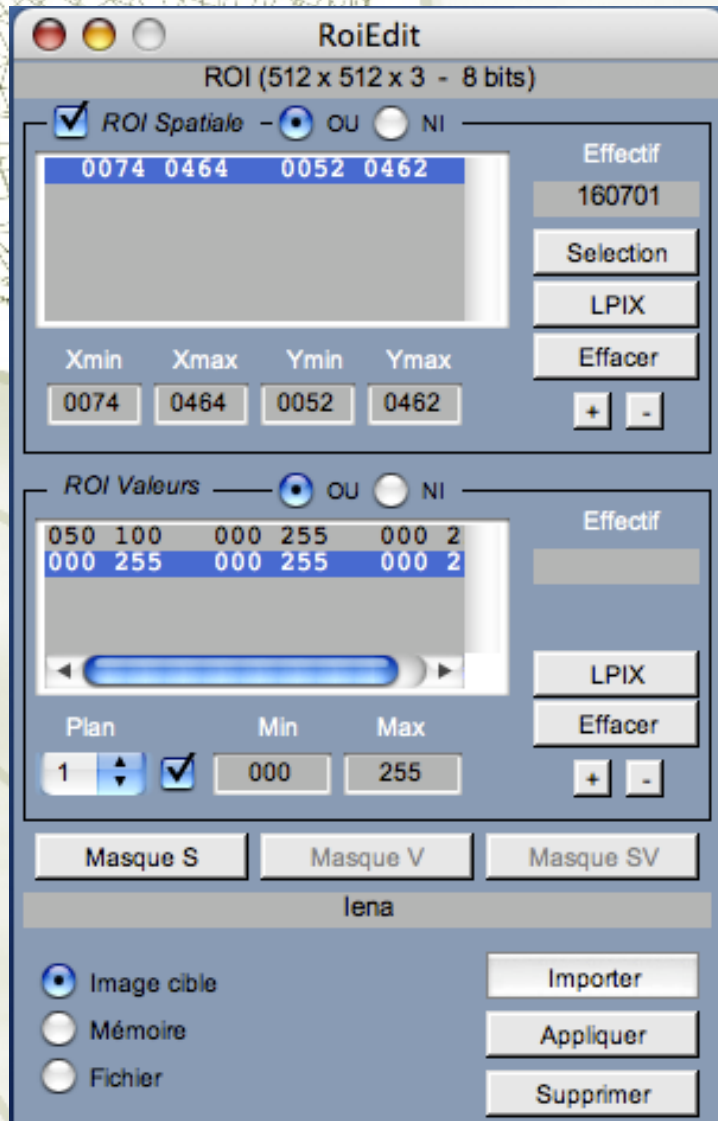 RoiEdit
ROI (512 x 512 x 3 - 8 bits)
ROI Spatiale OU NI
0074 0464 0052 0462
Effectif
160701
Selection
LPIX
Effacer
Xmin Xmax Ymin Ymax
0074 0464 0052 0462
+ -
ROI Valeurs OU NI
050 100 000 255 000 2
000 255 000 255 000 2
Effectif
LPIX
Effacer
Plan Min Max
1 000 255
+ -
Masque S Masque V Masque SV
lena
Image cible
Mémoire
Fichier
Importer
Appliquer
Supprimer